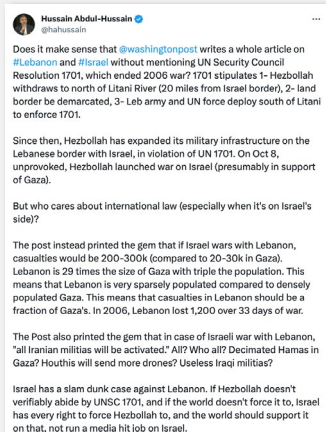 Hussain Abdul-Hussain
@hahussain
Does it make sense that @washingtonpost writes a whole article on
#Lebanon and #Israel without mentioning UN Security Council
Resolution 1701, which ended 2006 war? 1701 stipulates 1- Hezbollah
withdraws to north of Litani River (20 miles from Israel border), 2- land
border be demarcated, 3- Leb army and UN force deploy south of Litani
to enforce 1701.
Since then, Hezbollah has expanded its military infrastructure on the
Lebanese border with Israel, in violation of UN 1701. On Oct 8,
unprovoked, Hezbollah launched war on Israel (presumably in support
of Gaza).
But who cares about international law (especially when it's on Israel's
side)?
The post instead printed the gem that if Israel wars with Lebanon,
casualties would be 200-300k (compared to 20-30k in Gaza).
Lebanon is 29 times the size of Gaza with triple the population. This
means that Lebanon is very sparsely populated compared to densely
populated Gaza. This means that casualties in Lebanon should be a
fraction of Gaza's. In 2006, Lebanon lost 1,200 over 33 days of war.
The Post also printed the gem that in case of Israeli war with Lebanon,
"all Iranian militias will be activated." All? Who all? Decimated Hamas in
Gaza? Houthis will send more drones? Useless Iraqi militias?
Israel has a slam dunk case against Lebanon. If Hezbollah doesn't
verifiably abide by UNSC 1701, and if the world doesn't force it to, Israel
has every right to force Hezbollah to, and the world should support it
on that, not run a media hit job on Israel.